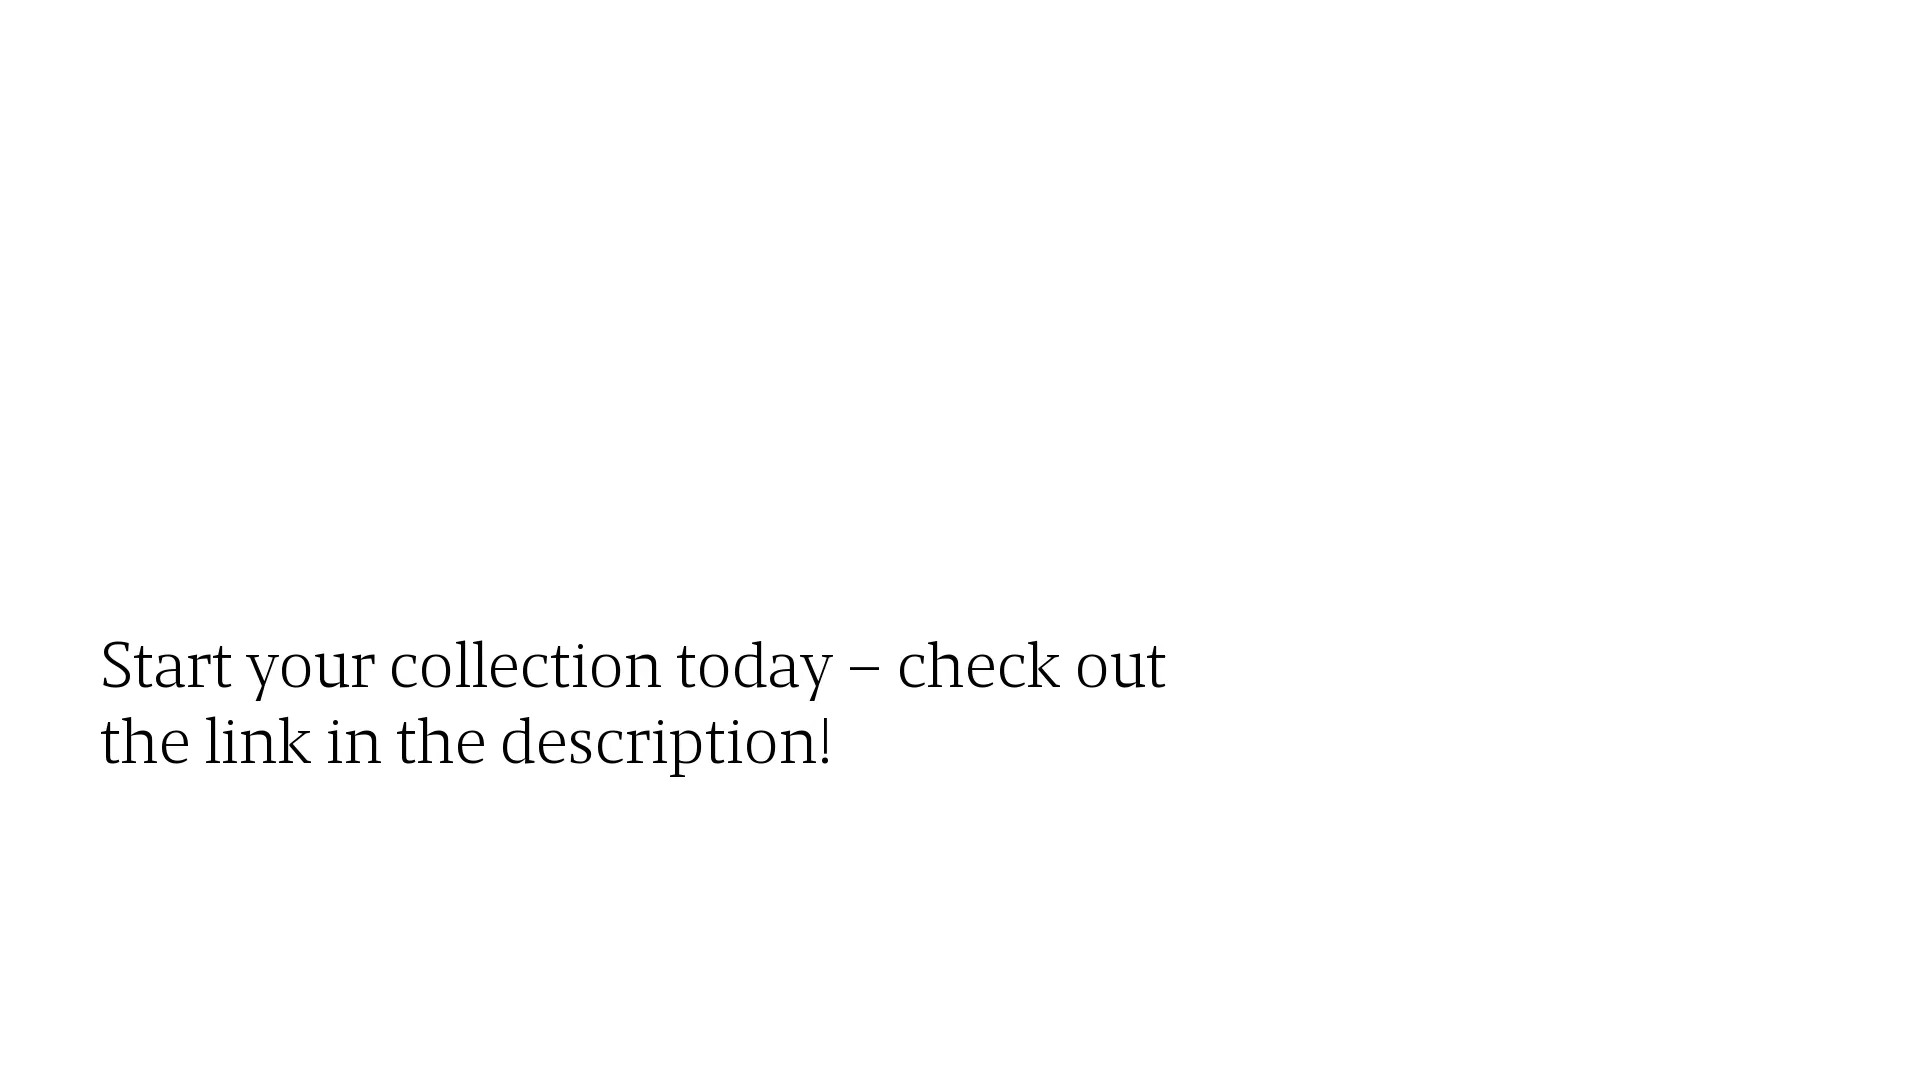 Start your collection today – check out
the link in the description!